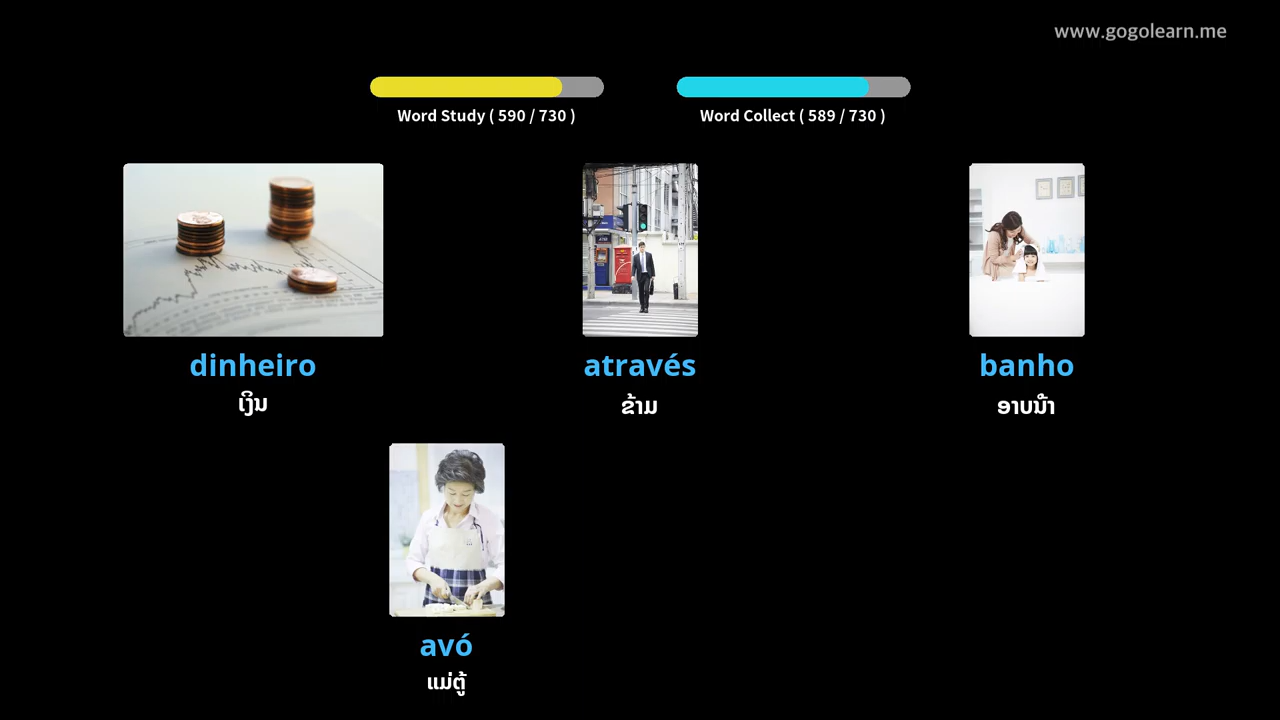 www.gogolearn.me
Word Study ( 590 / 730 )
Word Collect ( 589 / 730 )
dinheiro
ເງິນ
através
ຂ້າມ
banho
ອາບນ້ຳ
avó
ແມ່ຕູ້